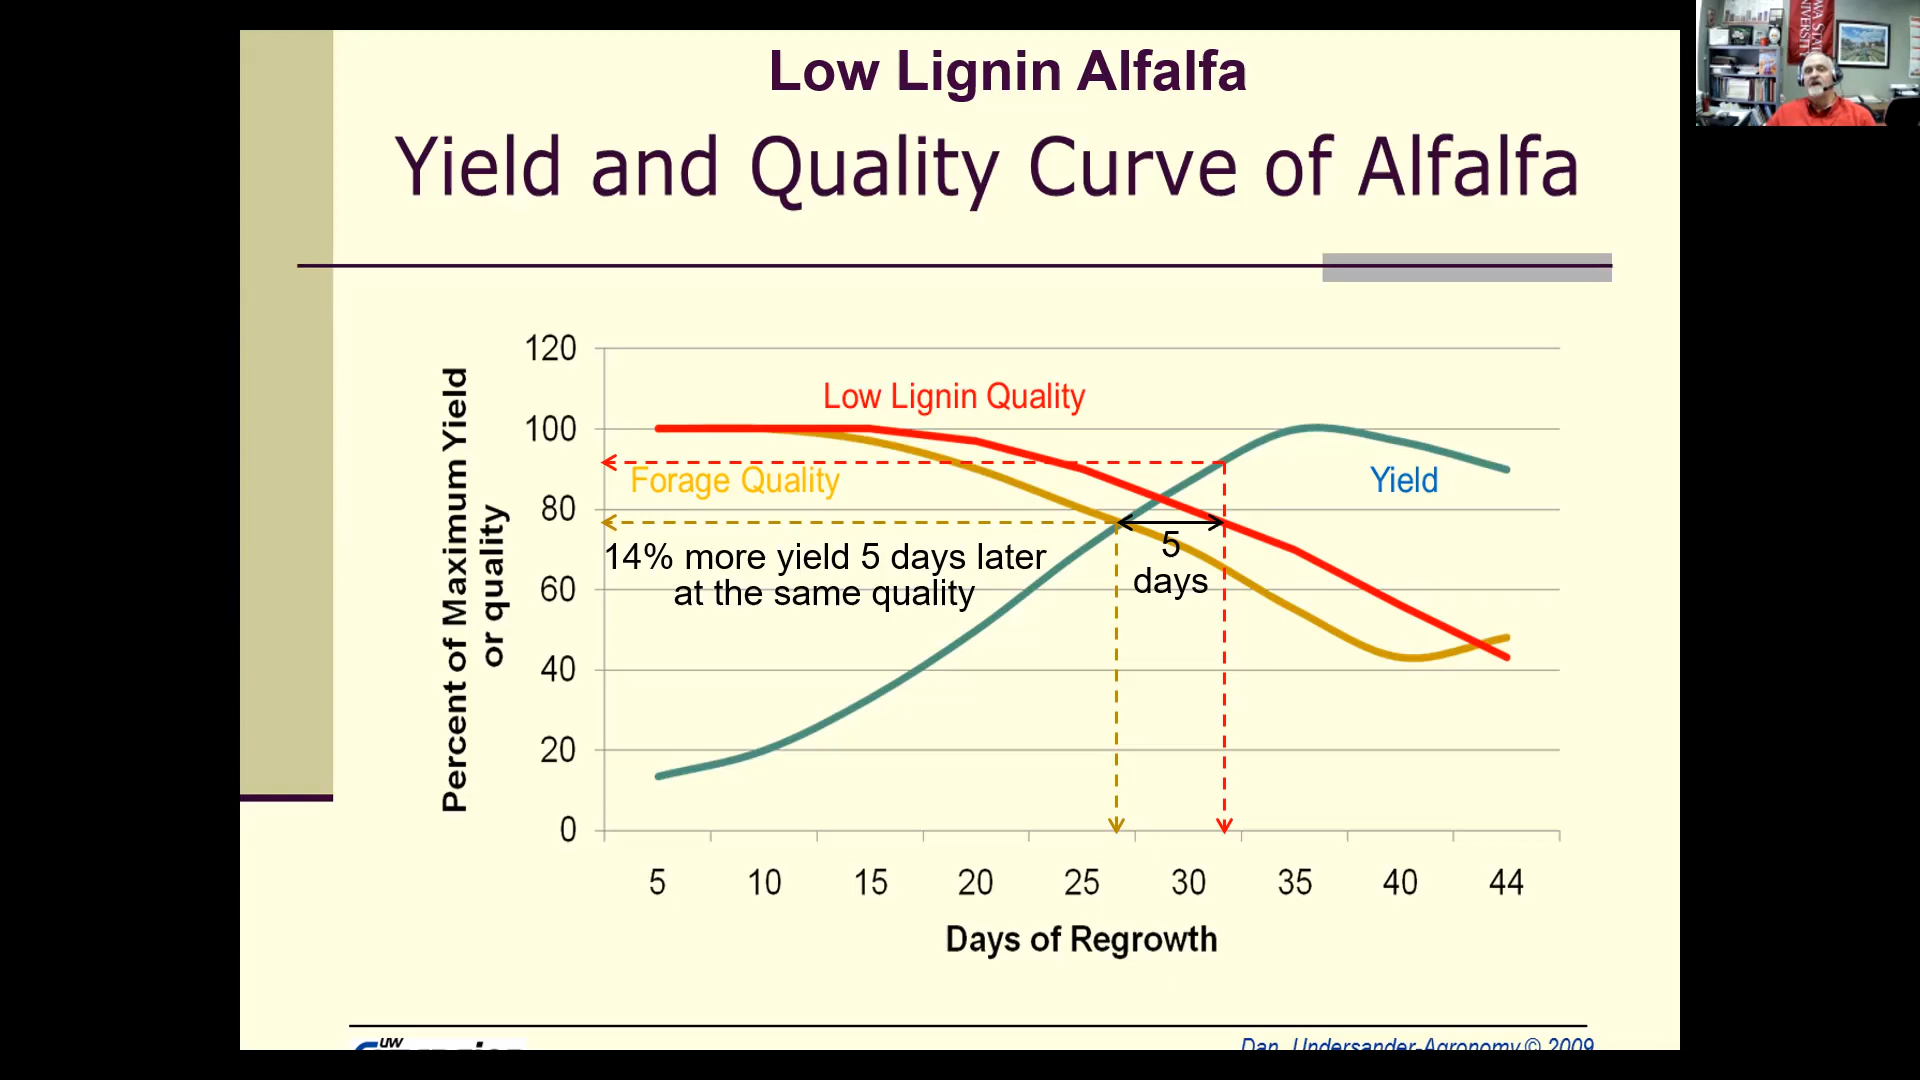 Low Lignin Alfalfa
Yield and Quality Curve of Alfalfa
Percent of Maximum Yield
or quality
120
100
80
60
40
20
0
Low Lignin Quality
Forage Quality
Yield
14% more yield 5 days later
at the same quality
5
days
5 10 15 20 25 30 35 40 44
Days of Regrowth
UW
Dan Undersander-Agronomy © 2009